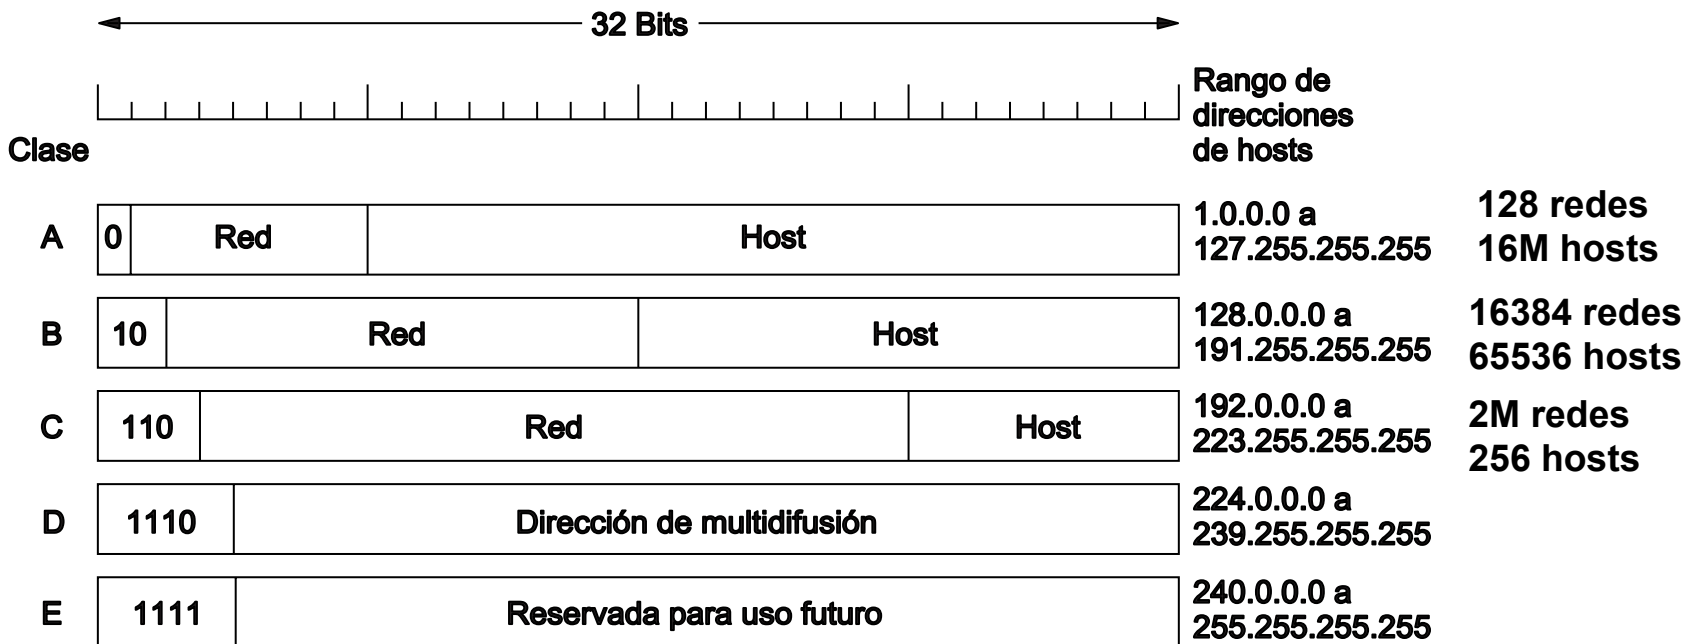 32 Bits
Rango de
direcciones
de hosts
Clase
A
0
Red
Host
1.0.0.0 a
127.255.255.255
128 redes
16M hosts
B
10
Red
Host
128.0.0.0 a
191.255.255.255
16384 redes
65536 hosts
C
110
Red
Host
192.0.0.0 a
223.255.255.255
2M redes
256 hosts
D
1110
Dirección de multidifusión
224.0.0.0 a
239.255.255.255
E
1111
Reservada para uso futuro
240.0.0.0 a
255.255.255.255